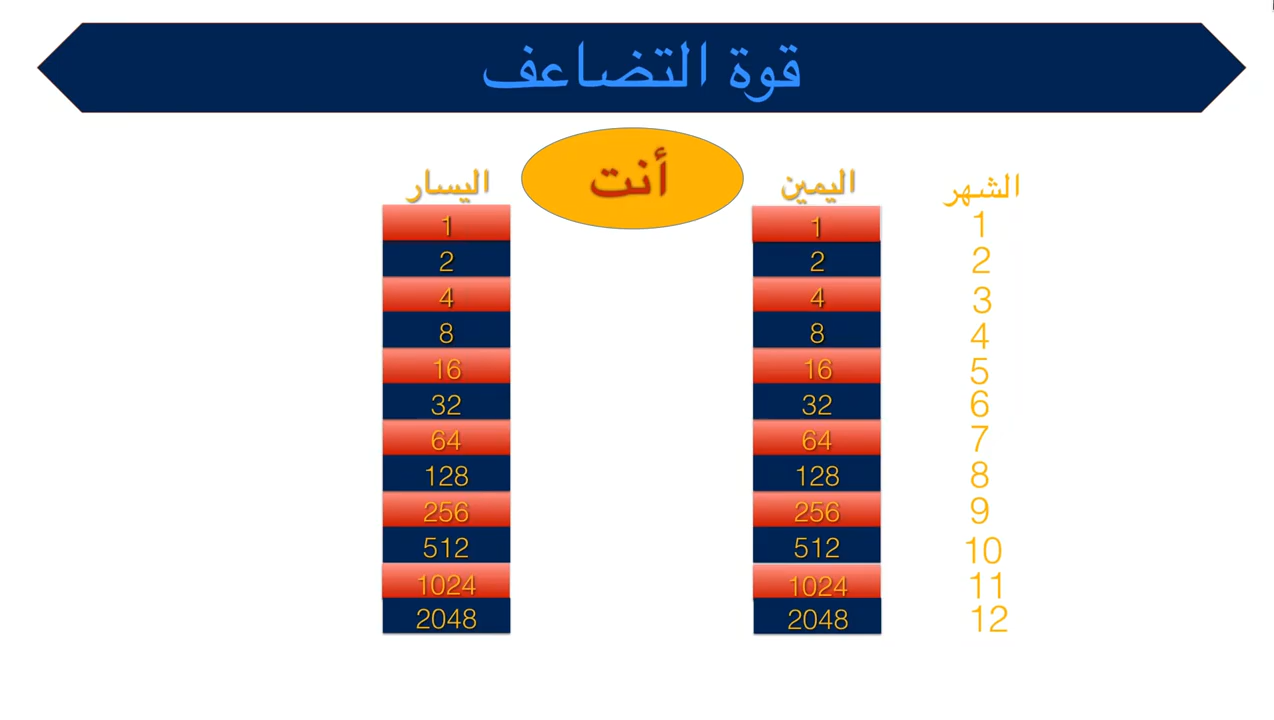 قوة التضاعف
أنت
الشهر اليمين اليسار
1 1 1
2 2 2
3 4 4
4 8 8
5 16 16
6 32 32
7 64 64
8 128 128
9 256 256
10 512 512
11 1024 1024
12 2048 2048